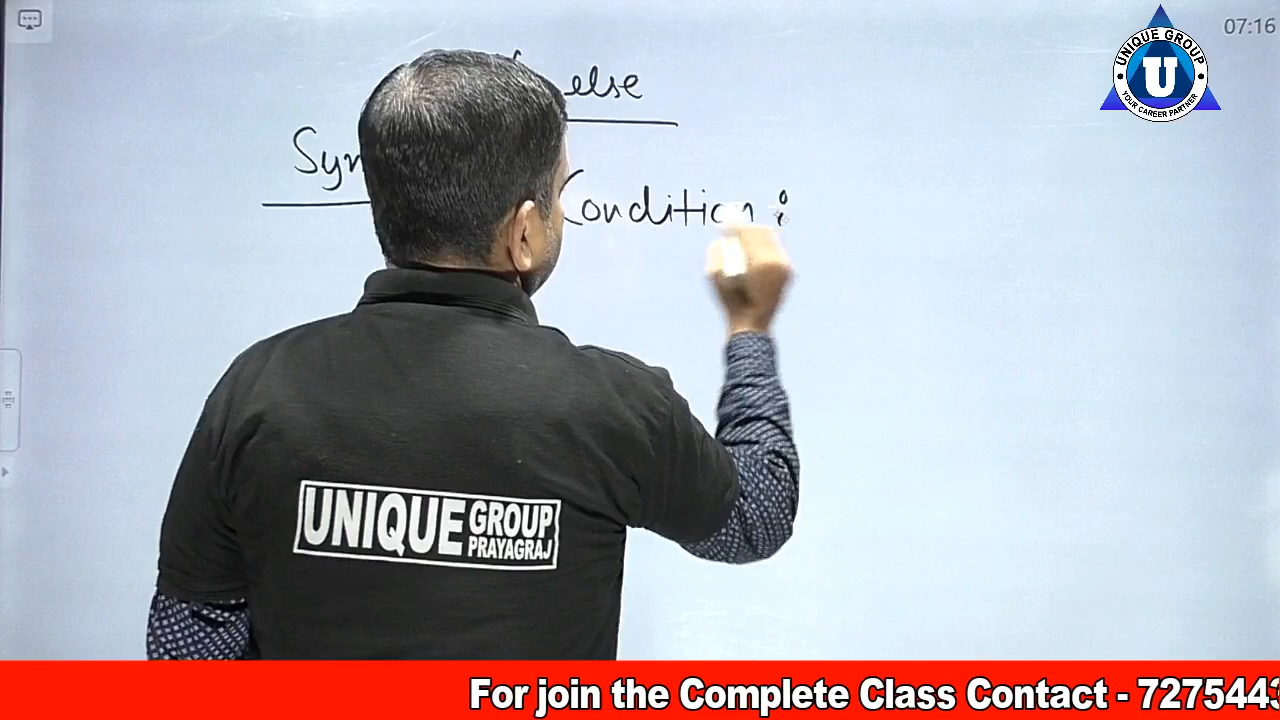 07:16
UNIQUE GROUP
U
YOUR CAREER PARTNER
else
Condition :
UNIQUE GROUP
PRAYAGRAJ
For join the Complete Class Contact - 7275443